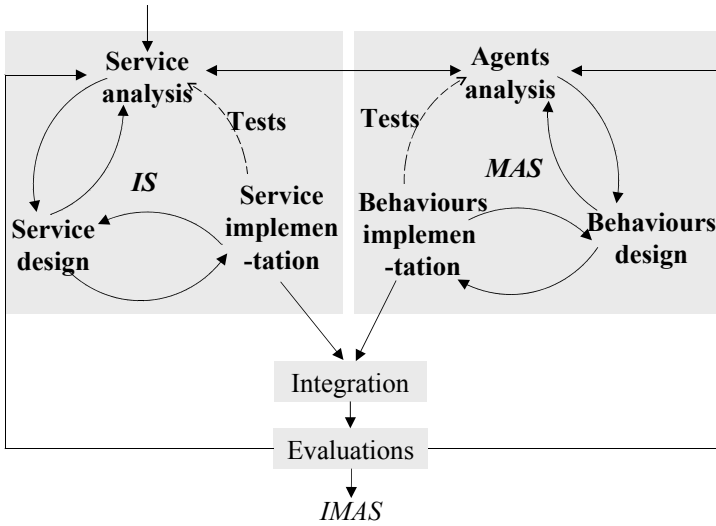 Service
analysis
Tests
IS
Service
design
Service
implemen
-tation
Agents
analysis
Tests
MAS
Behaviours
implemen
-tation
Behaviours
design
Integration
Evaluations
IMAS